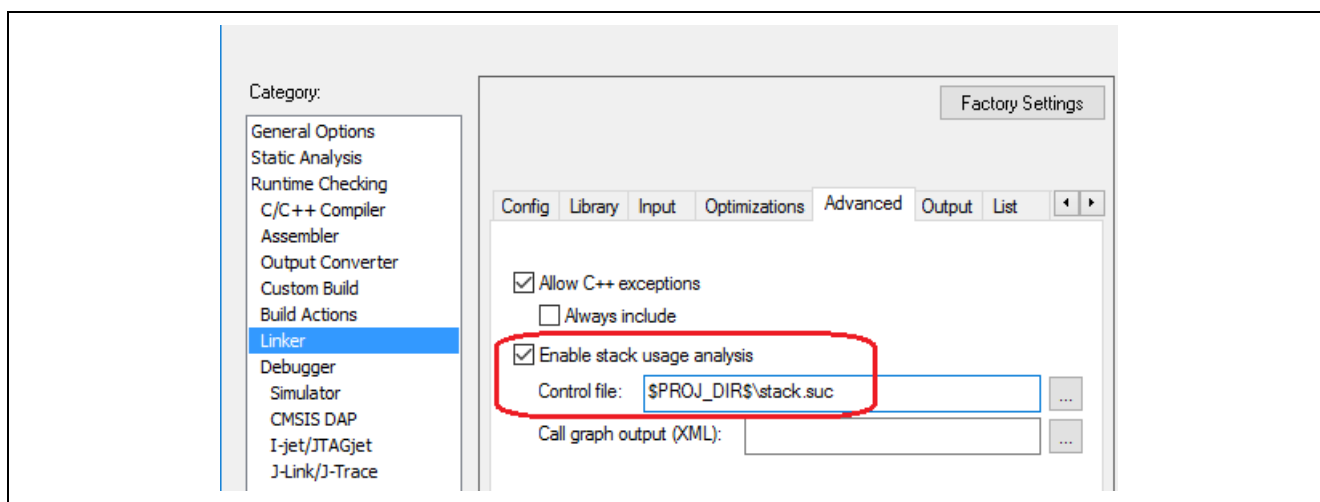 Category:
Factory Settings
General Options
Static Analysis
Runtime Checking
C/C++ Compiler
Assembler
Output Converter
Custom Build
Build Actions
Linker
Debugger
Simulator
CMSIS DAP
I-jet/JTAGjet
J-Link/J-Trace
Config Library Input Optimizations Advanced Output List
Allow C++ exceptions
Always include
Enable stack usage analysis
Control file: $PROJ_DIR$\stack.suc ...
Call graph output (XML): ...